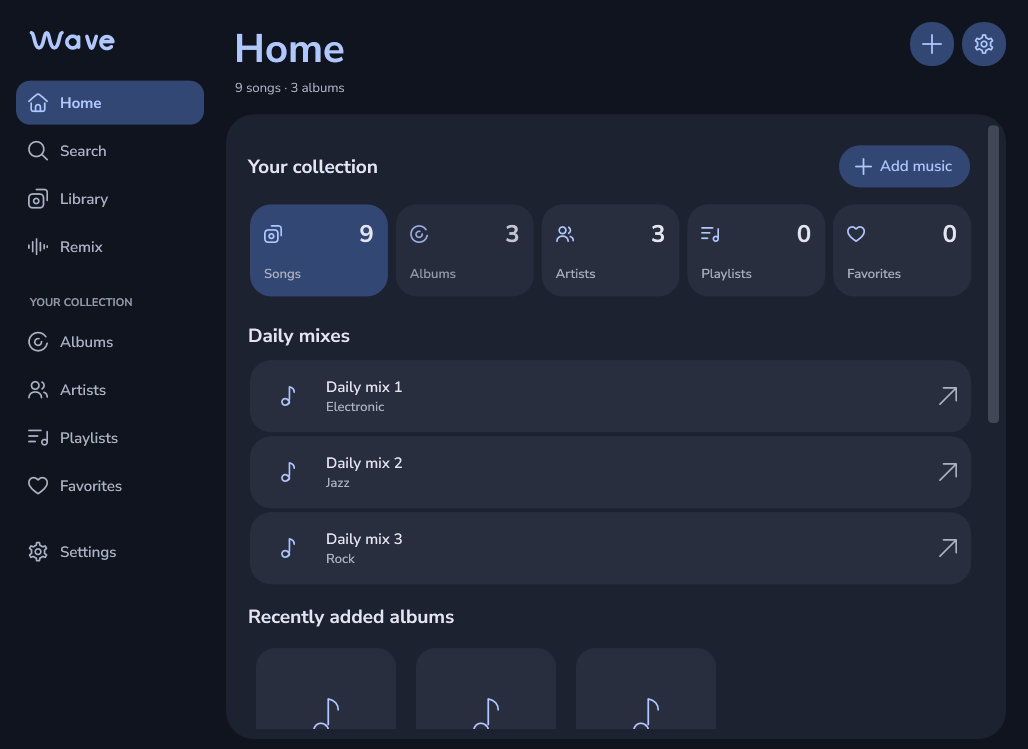 Wave
Home
Search
Library
Remix
YOUR COLLECTION
Albums
Artists
Playlists
Favorites
Settings
Home
9 songs · 3 albums
Your collection
Add music
9
Songs
3
Albums
3
Artists
0
Playlists
0
Favorites
Daily mixes
Daily mix 1
Electronic
Daily mix 2
Jazz
Daily mix 3
Rock
Recently added albums